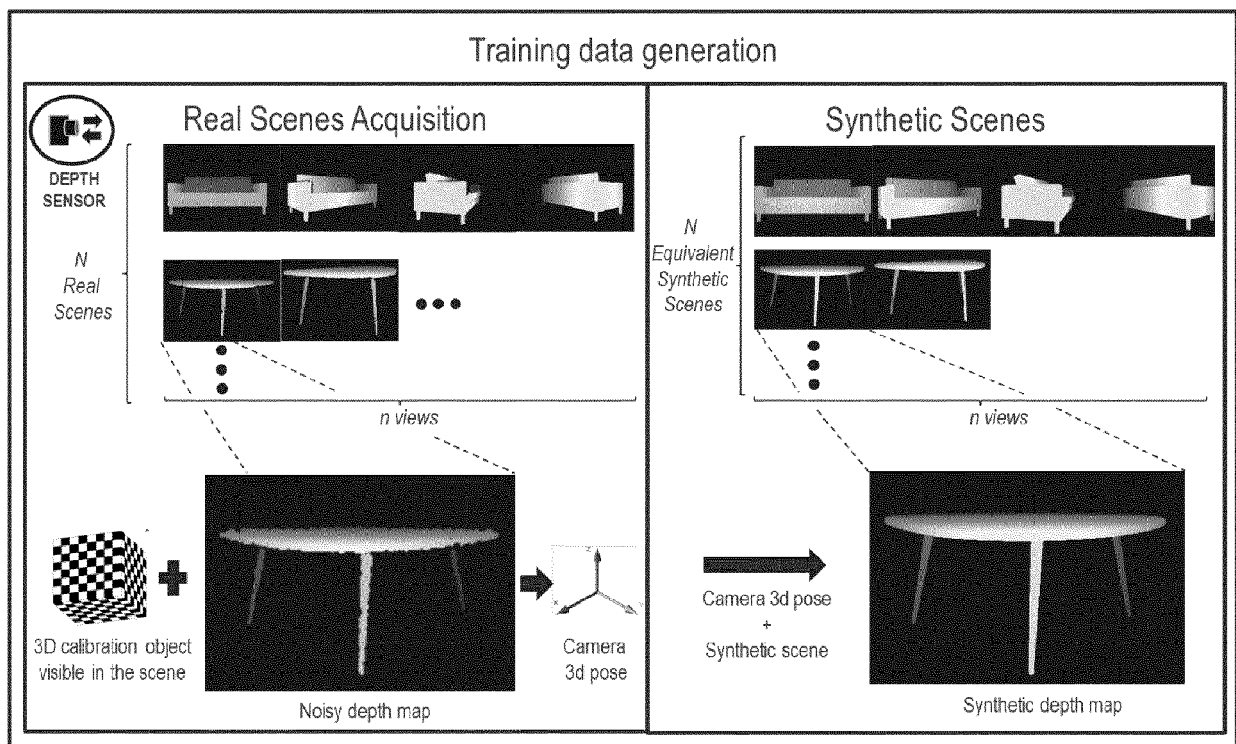 Training data generation
Real Scenes Acquisition
DEPTH
SENSOR
N
Real
Scenes
n views
3D calibration object
visible in the scene
Noisy depth map
Camera
3d pose
Synthetic Scenes
N
Equivalent
Synthetic
Scenes
n views
Camera 3d pose
+
Synthetic scene
Synthetic depth map